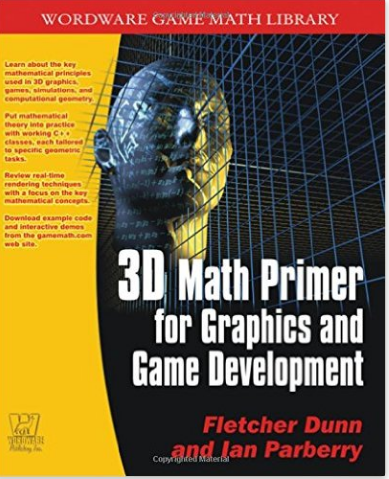 WORDWARE GAME MATH LIBRARY
Learn about the key
mathematical principles
used in 3D graphics,
games, simulations, and
computational geometry.
Put mathematical
theory into practice
with working C++
classes, each tailored
to specific geometric
tasks.
Review real-time
rendering techniques
with a focus on the key
mathematical concepts.
Download example code
and interactive demos
from the gamemath.com
web site.
3D Math Primer
for Graphics and
Game Development
Fletcher Dunn
and Ian Parberry
WORDWARE
Publishing, Inc.
Copyrighted Material